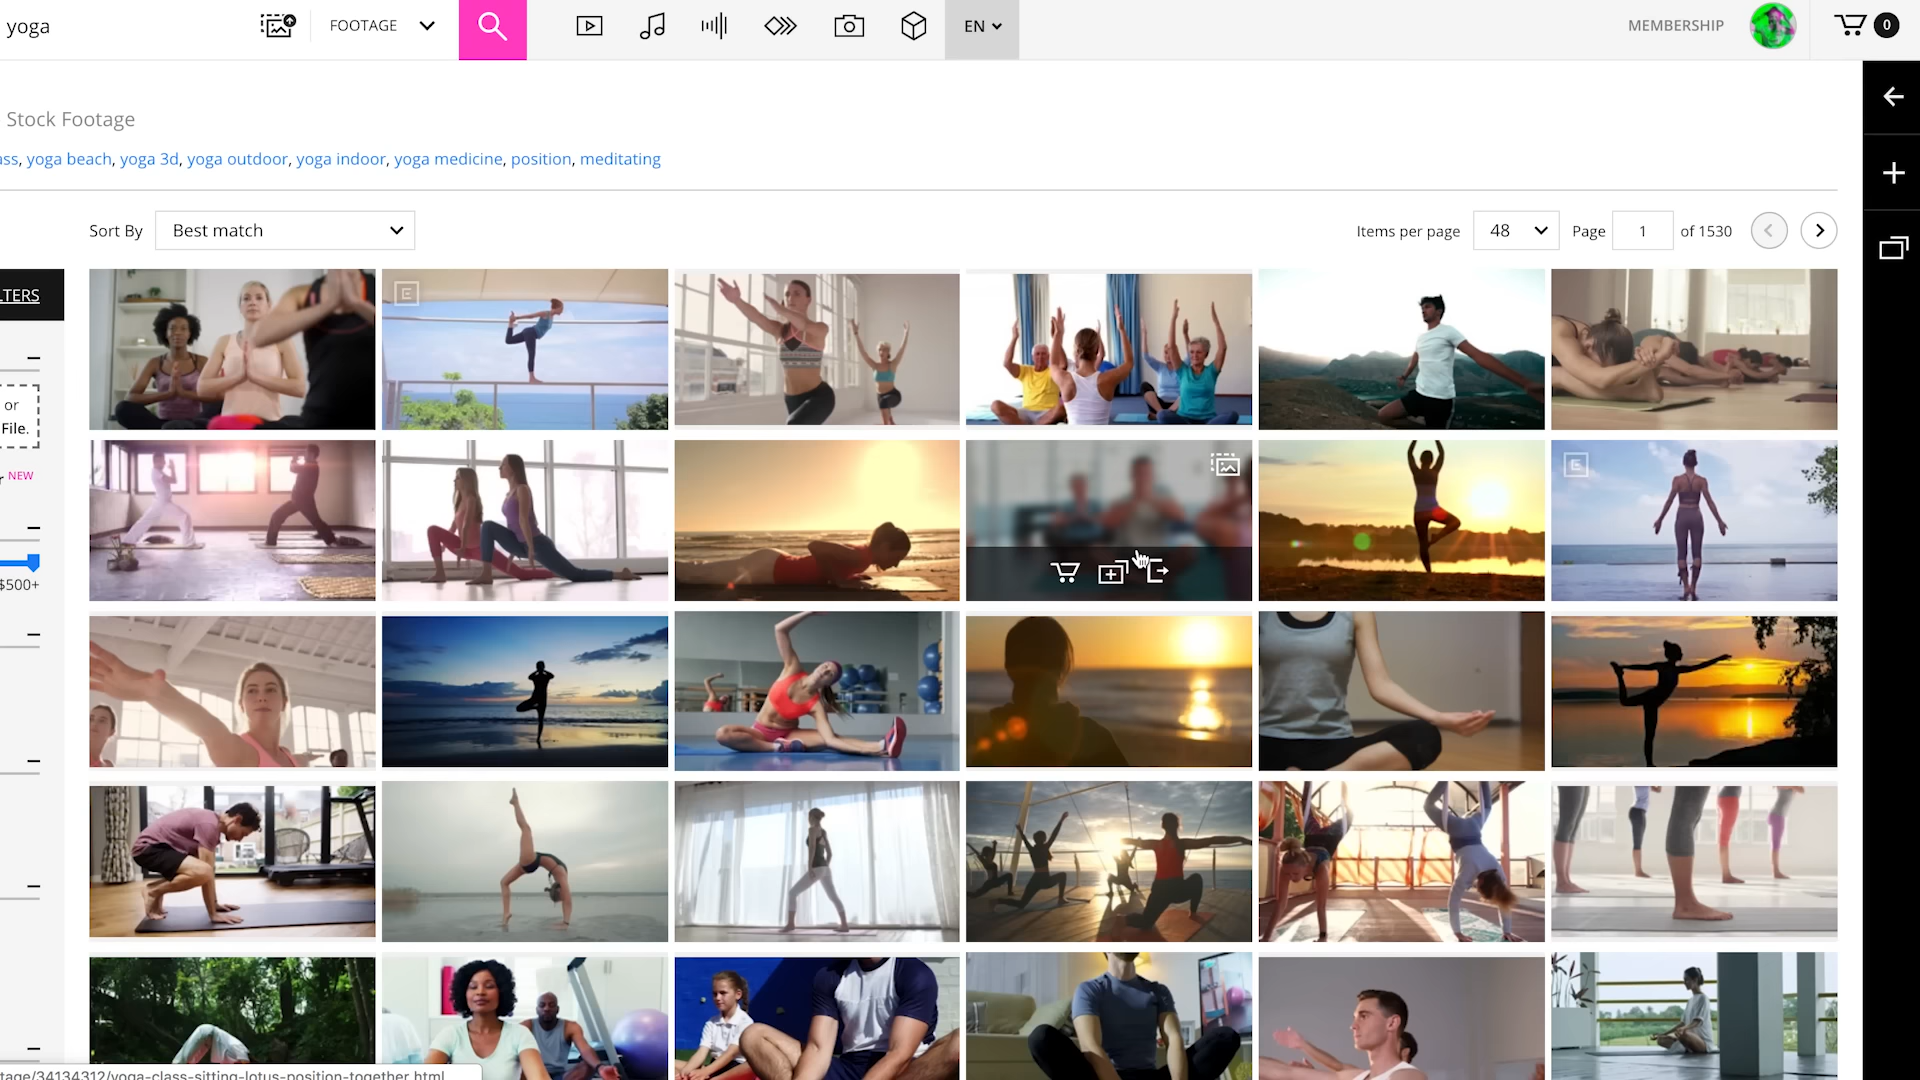 yoga
FOOTAGE
EN
MEMBERSHIP
0
Stock Footage
ass, yoga beach, yoga 3d, yoga outdoor, yoga indoor, yoga medicine, position, meditating
Sort By
Best match
Items per page
48
Page
1
of 1530
LTERS
E
or
File.
r NEW
E
$500+
tage/34134312/yoga-class-sitting-lotus-position-together.html